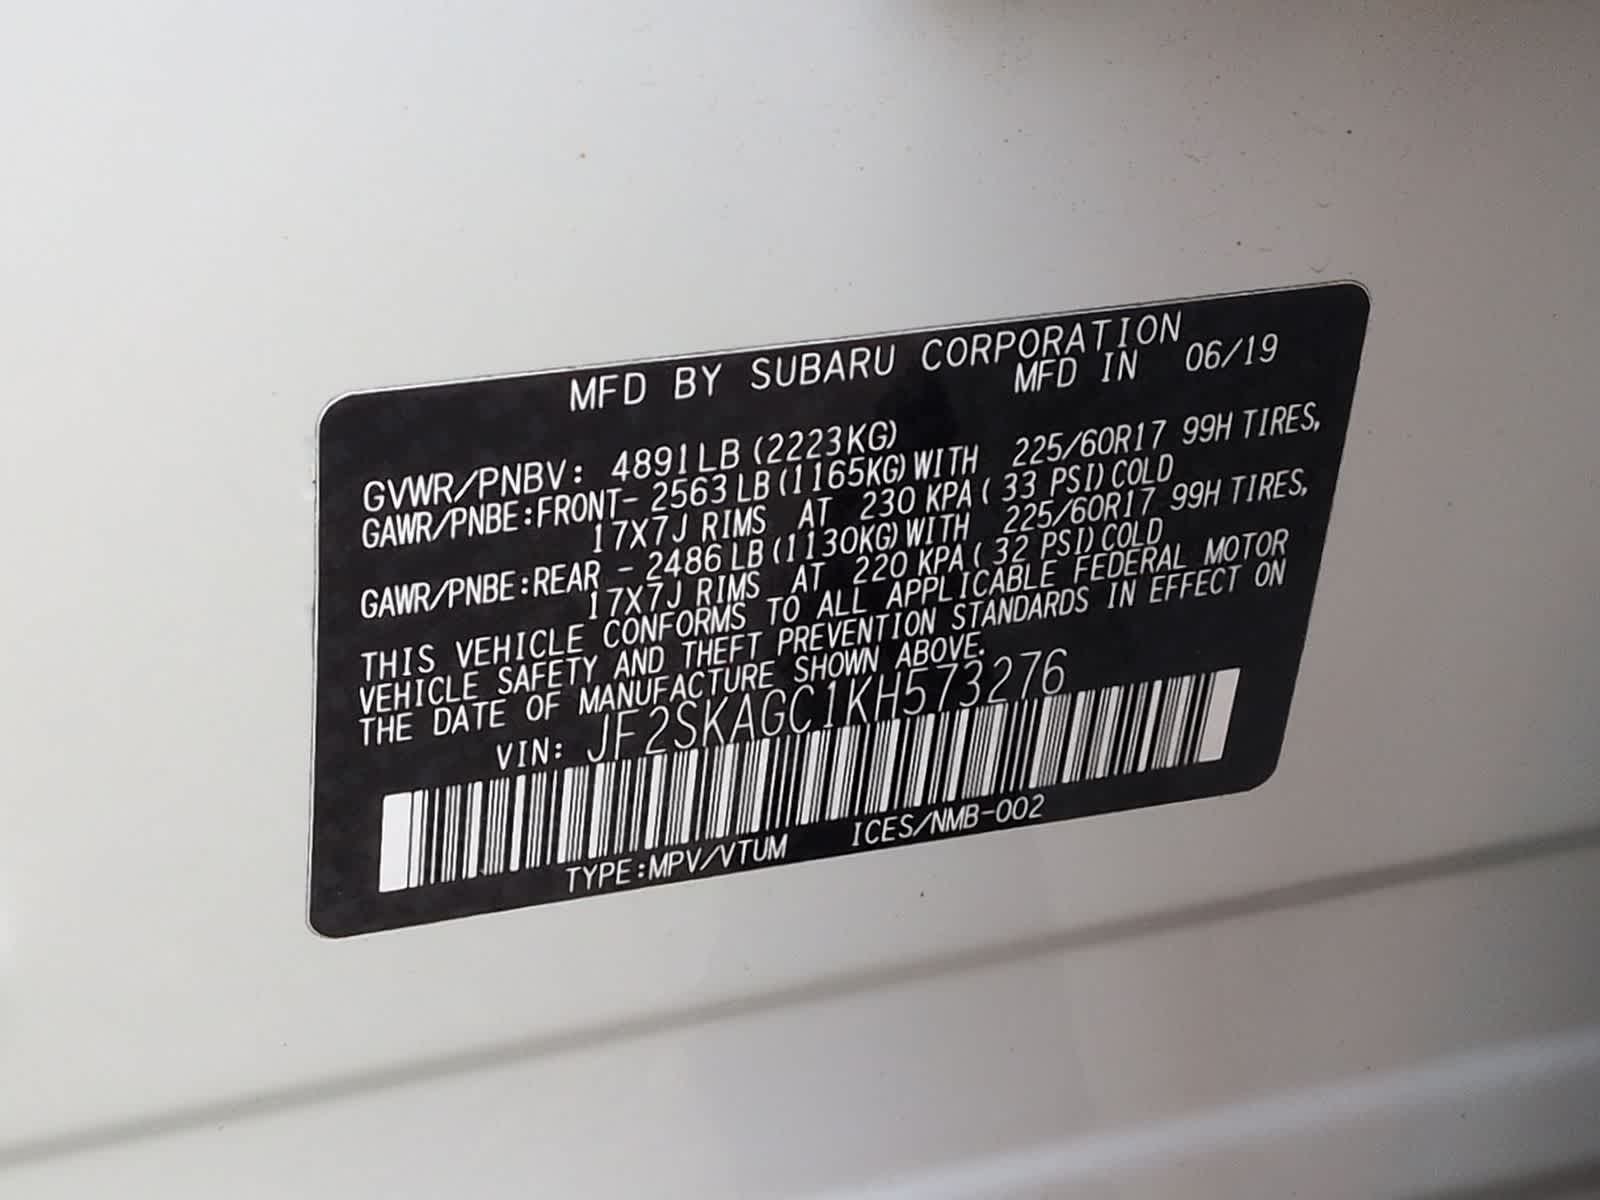 MFD BY SUBARU CORPORATION
MFD IN 06/19
GVWR/PNBV: 4891LB (2223KG)
GAWR/PNBE:FRONT- 2563LB(1165KG)WITH 225/60R17 99H TIRES,
17X7J RIMS AT 230 KPA( 33 PSI)COLD
GAWR/PNBE:REAR - 2486LB(1130KG)WITH 225/60R17 99H TIRES,
17X7J RIMS AT 220 KPA( 32 PSI)COLD
THIS VEHICLE CONFORMS TO ALL APPLICABLE FEDERAL MOTOR
VEHICLE SAFETY AND THEFT PREVENTION STANDARDS IN EFFECT ON
THE DATE OF MANUFACTURE SHOWN ABOVE.
VIN: JF2SKAGC1KH573276
TYPE:MPV/VTUM ICES/NMB-002